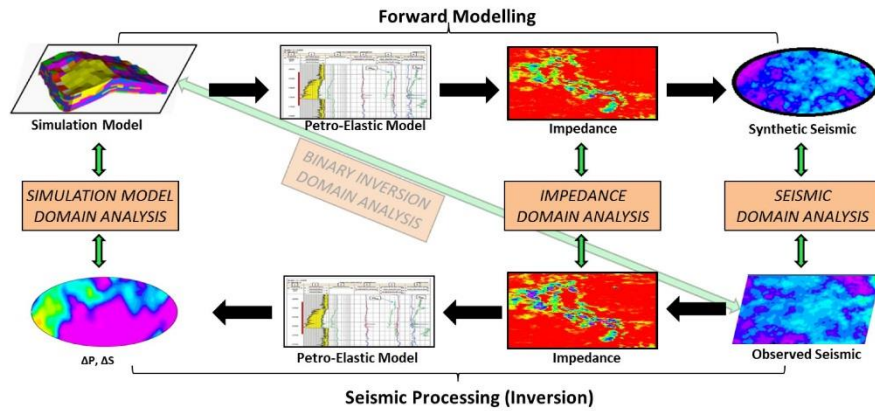 Forward Modelling
Simulation Model
Petro-Elastic Model
Impedance
Synthetic Seismic
SIMULATION MODEL
DOMAIN ANALYSIS
BINARY INVERSION
DOMAIN ANALYSIS
IMPEDANCE
DOMAIN ANALYSIS
SEISMIC
DOMAIN ANALYSIS
ΔP, ΔS
Petro-Elastic Model
Impedance
Observed Seismic
Seismic Processing (Inversion)